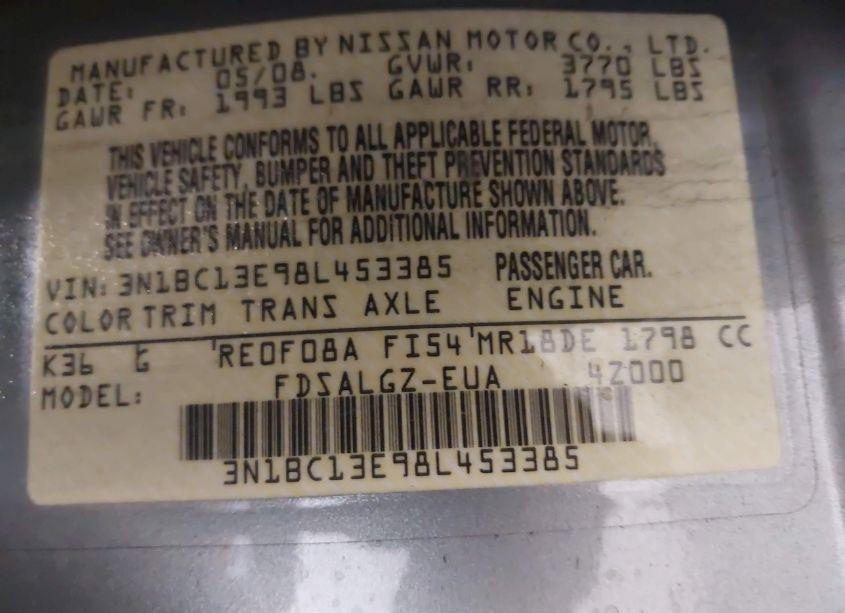 MANUFACTURED BY NISSAN MOTOR CO., LTD.
DATE: 05/08. GVWR: 3770 LBS
GAWR FR: 1993 LBS GAWR RR: 1795 LBS
THIS VEHICLE CONFORMS TO ALL APPLICABLE FEDERAL MOTOR
VEHICLE SAFETY, BUMPER AND THEFT PREVENTION STANDARDS
IN EFFECT ON THE DATE OF MANUFACTURE SHOWN ABOVE.
SEE OWNER'S MANUAL FOR ADDITIONAL INFORMATION.
VIN: 3N1BC13E98L453385 PASSENGER CAR.
COLOR TRIM TRANS AXLE ENGINE
K36 G RE0F08A FI54 MR18DE 1798 CC
MODEL: FDSALGZ-EUA 4Z000
3N1BC13E98L453385